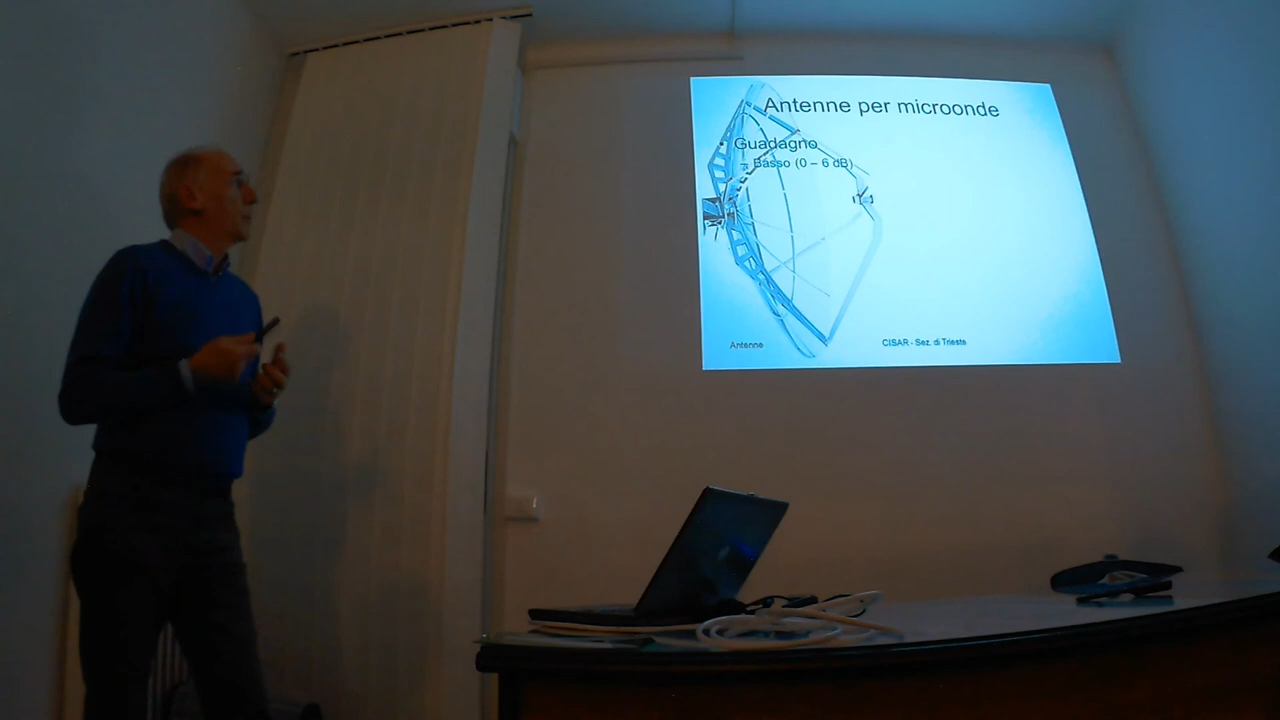 Antenne per microonde
Guadagno
– Basso (0 – 6 dB)
Antenne
CISAR - Sez. di Trieste